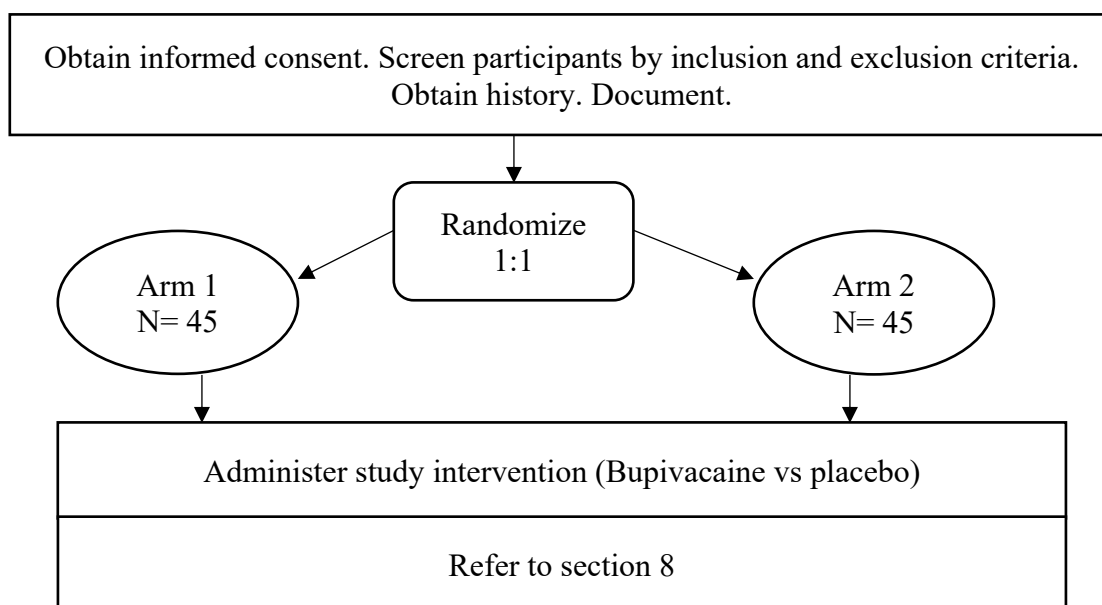 Obtain informed consent. Screen participants by inclusion and exclusion criteria.
Obtain history. Document.
Randomize
1:1
Arm 1
N= 45
Arm 2
N= 45
Administer study intervention (Bupivacaine vs placebo)
Refer to section 8